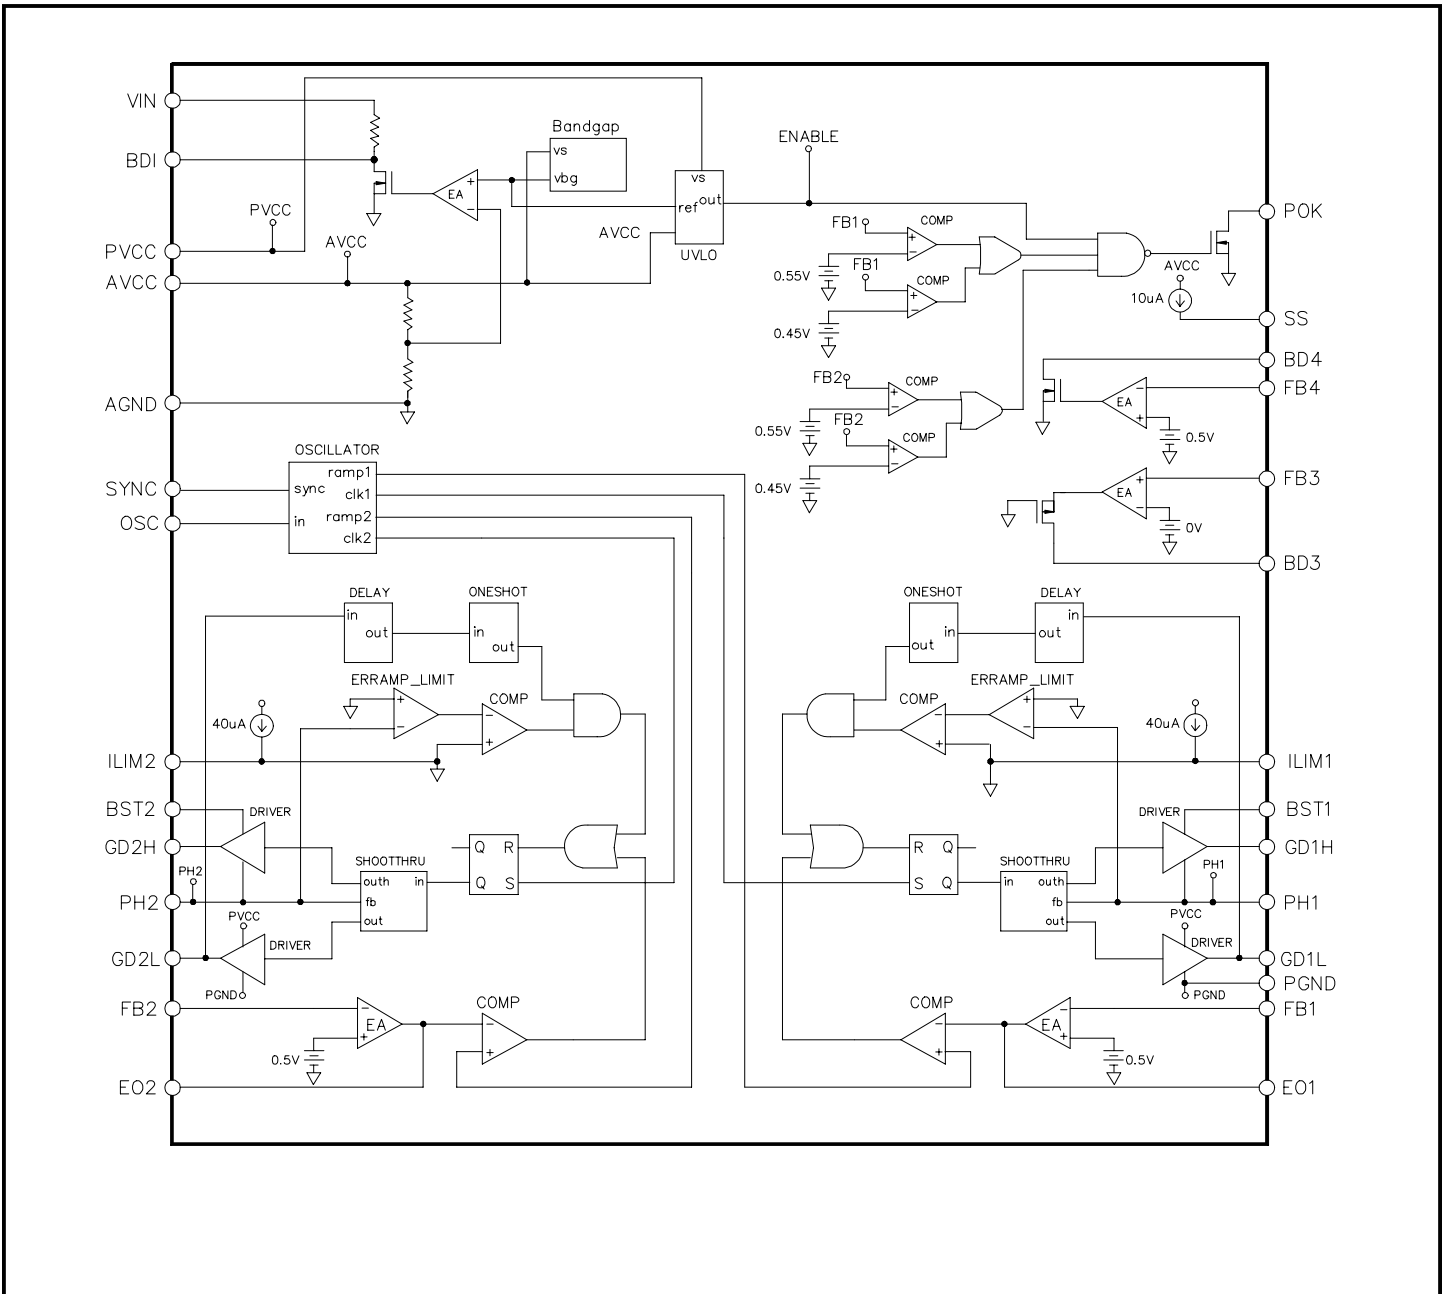 VIN
BDI
PVCC
PVCC
AVCC
AVCC
AGND
Bandgap
vs
vbg
EA
+
−
vs
ref
out
UVLO
AVCC
ENABLE
FB1
COMP
+
−
0.55V
FB1
COMP
+
−
0.45V
FB2
COMP
+
−
0.55V
FB2
COMP
+
−
0.45V
POK
AVCC
10uA
SS
BD4
FB4
EA
−
+
0.5V
FB3
EA
+
−
0V
BD3
OSCILLATOR
SYNC
sync
OSC
in
ramp1
clk1
ramp2
clk2
DELAY
in
out
ONESHOT
in
out
ERRAMP_LIMIT
+
−
COMP
−
+
40uA
ILIM2
BST2
DRIVER
GD2H
PH2
PH2
SHOOTTHRU
outh
in
fb
out
Q
R
Q
S
PVCC
DRIVER
GD2L
PGND
FB2
−
EA
+
0.5V
COMP
−
+
EO2
ONESHOT
in
out
DELAY
in
out
COMP
−
+
ERRAMP_LIMIT
+
−
40uA
ILIM1
BST1
DRIVER
GD1H
PH1
PH1
R
Q
S
Q
SHOOTTHRU
in
outh
fb
out
PVCC
DRIVER
GD1L
PGND
PGND
FB1
COMP
−
+
−
EA
+
0.5V
EO1